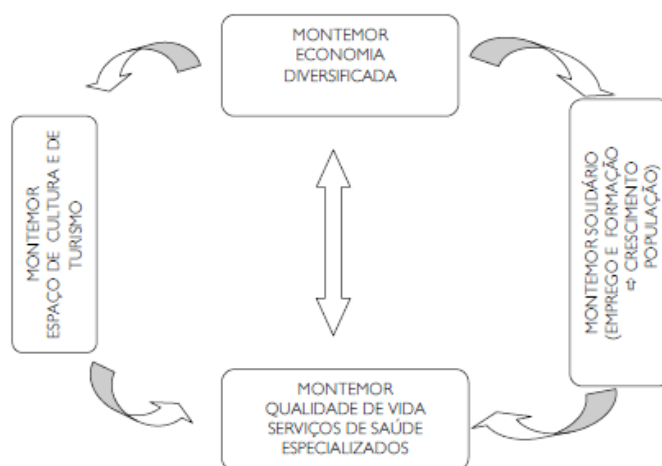 MONTEMOR
ECONOMIA
DIVERSIFICADA
MONTEMOR
ESPAÇO DE CULTURA E DE
TURISMO
MONTEMOR SOLIDÁRIO
(EMPREGO E FORMAÇÃO
⇨ CRESCIMENTO
POPULAÇÃO)
MONTEMOR
QUALIDADE DE VIDA
SERVIÇOS DE SAÚDE
ESPECIALIZADOS